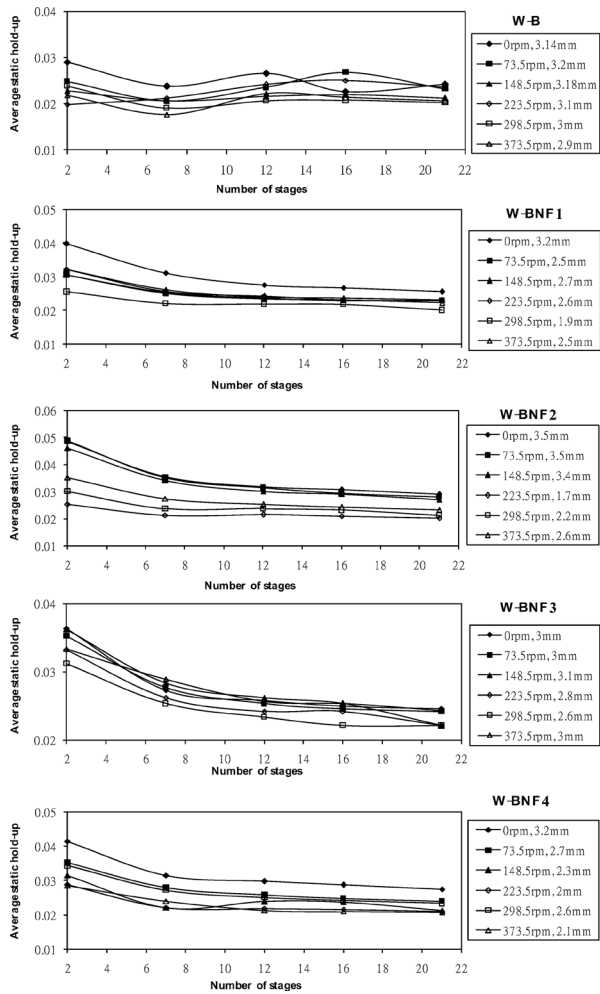 W-B
Average static hold-up
0.04
0.03
0.02
0.01
2 4 6 8 10 12 14 16 18 20 22
Number of stages
0rpm,3.14mm
73.5rpm,3.2mm
148.5rpm,3.18mm
223.5rpm,3.1mm
298.5rpm,3mm
373.5rpm,2.9mm
W-BNF1
Average static hold-up
0.05
0.04
0.03
0.02
0.01
2 4 6 8 10 12 14 16 18 20 22
Number of stages
0rpm,3.2mm
73.5rpm,2.5mm
148.5rpm,2.7mm
223.5rpm,2.6mm
298.5rpm,1.9mm
373.5rpm,2.5mm
W-BNF2
Average static hold-up
0.06
0.05
0.04
0.03
0.02
0.01
2 4 6 8 10 12 14 16 18 20 22
Number of stages
0rpm,3.5mm
73.5rpm,3.5mm
148.5rpm,3.4mm
223.5rpm,1.7mm
298.5rpm,2.2mm
373.5rpm,2.6mm
W-BNF3
Average static hold-up
0.04
0.03
0.02
2 4 6 8 10 12 14 16 18 20 22
Number of stages
0rpm,3mm
73.5rpm,3mm
148.5rpm,3.1mm
223.5rpm,2.8mm
298.5rpm,2.6mm
373.5rpm,3mm
W-BNF4
Average static hold-up
0.05
0.04
0.03
0.02
0.01
2 4 6 8 10 12 14 16 18 20 22
Number of stages
0rpm,3.2mm
73.5rpm,2.7mm
148.5rpm,2.3mm
223.5rpm,2mm
298.5rpm,2.6mm
373.5rpm,2.1mm